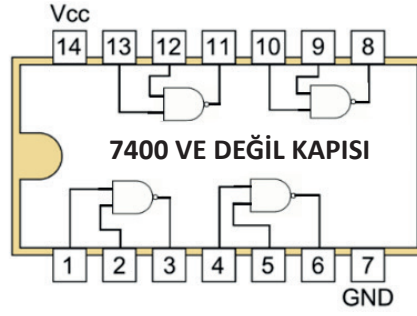 Vcc
14 13 12 11 10 9 8
7400 VE DEĞİL KAPISI
1 2 3 4 5 6 7
GND